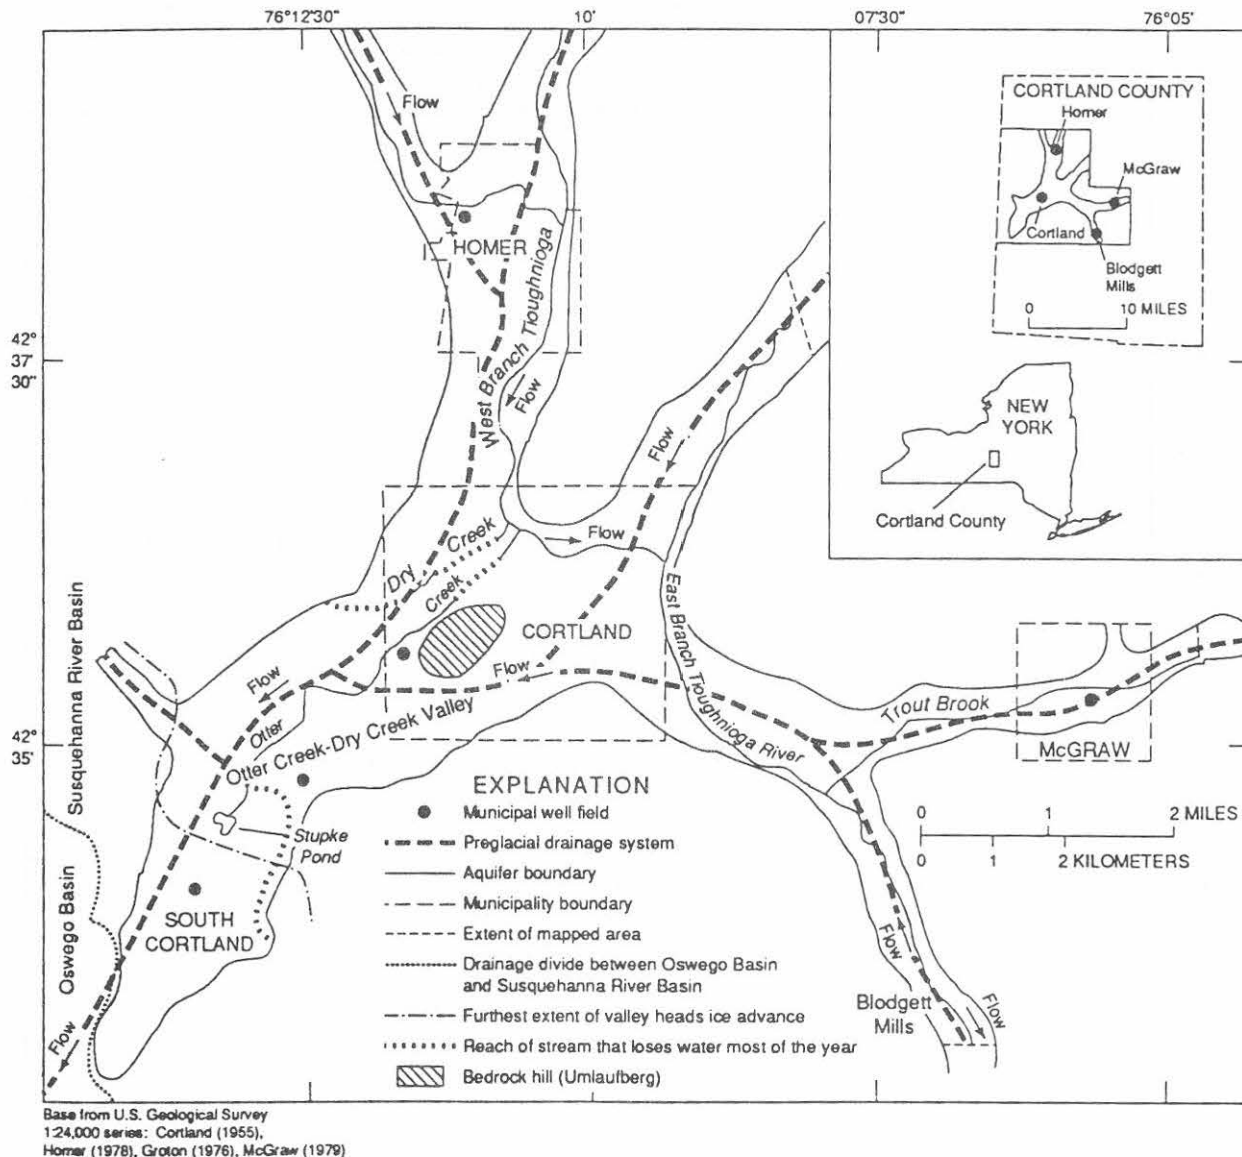 76°12'30"
10'
07'30"
76°05'
CORTLAND COUNTY
Homer
McGraw
Cortland
Blodgett
Mills
0 10 MILES
NEW
YORK
Cortland County
Flow
HOMER
West Branch Tioughnioga
Flow
Flow
42°
37'
30"
Flow
Dry Creek
Creek
CORTLAND
Flow
Flow
Otter
Otter Creek-Dry Creek Valley
East Branch Tioughnioga River
Trout Brook
McGRAW
Susquehanna River Basin
42°
35'
Stupke
Pond
SOUTH
CORTLAND
Oswego Basin
Flow
0 1 2 MILES
0 1 2 KILOMETERS
Flow
Blodgett
Mills
Flow
EXPLANATION
Municipal well field
Preglacial drainage system
Aquifer boundary
Municipality boundary
Extent of mapped area
Drainage divide between Oswego Basin
and Susquehanna River Basin
Furthest extent of valley heads ice advance
Reach of stream that loses water most of the year
Bedrock hill (Umlaufberg)
Base from U.S. Geological Survey
1:24,000 series: Cortland (1955),
Homer (1978), Groton (1976), McGraw (1979)